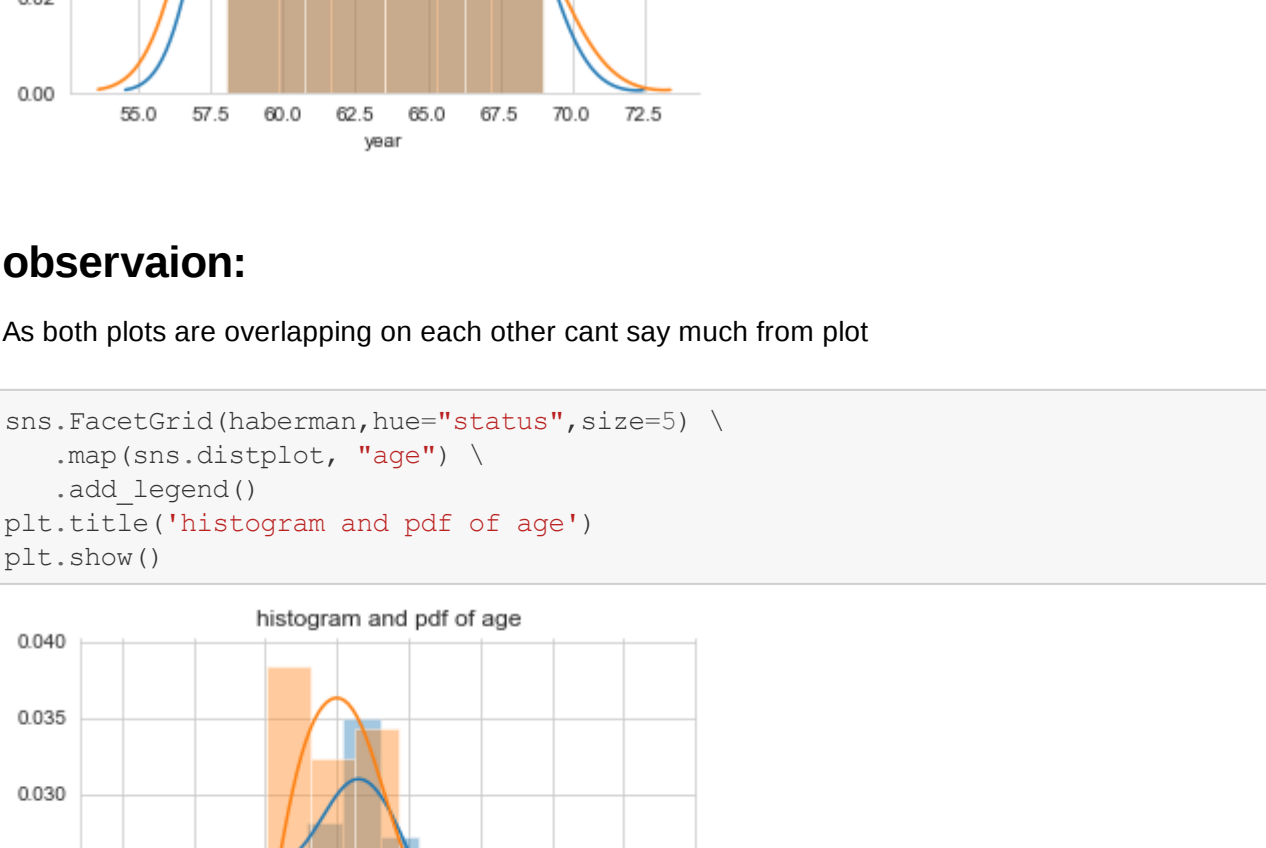 0.02
0.00
55.0 57.5 60.0 62.5 65.0 67.5 70.0 72.5
year
observaion:
As both plots are overlapping on each other cant say much from plot
sns.FacetGrid(haberman,hue="status",size=5) \
.map(sns.distplot, "age") \
.add_legend()
plt.title('histogram and pdf of age')
plt.show()
histogram and pdf of age
0.040
0.035
0.030